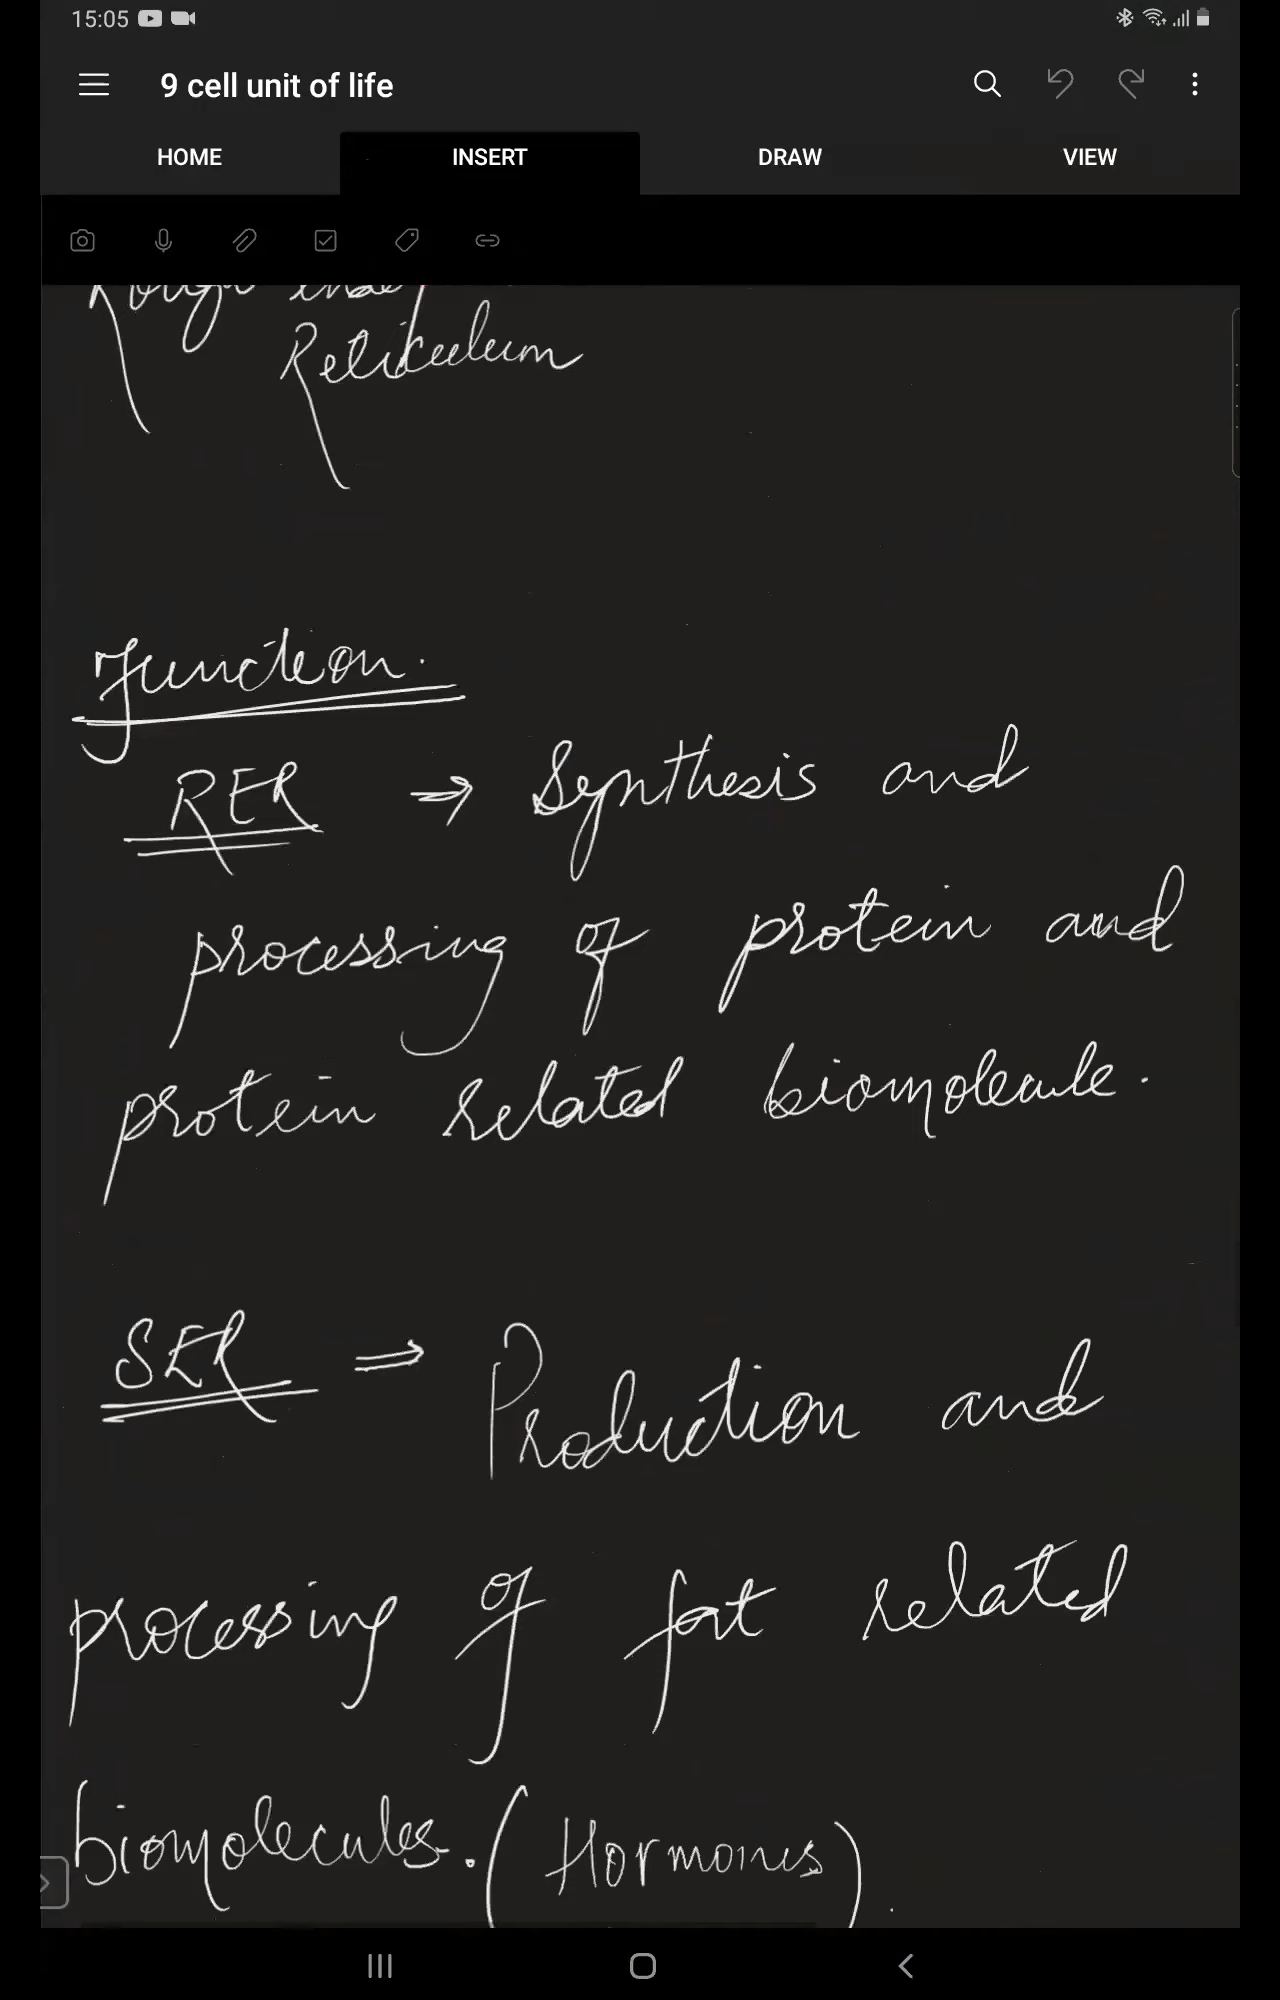 15:05
9 cell unit of life
HOME INSERT DRAW VIEW
Rough
Reticulum
Function.
RER ⇒ Synthesis and
processing of protein and
protein related biomolecule.
SER ⇒ Production and
processing of fat related
biomolecules. (Hormones).